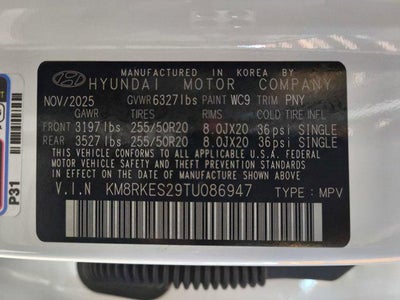 MANUFACTURED IN KOREA BY
HYUNDAI MOTOR COMPANY
NOV/2025 GVWR 6327lbs PAINT WC9 TRIM PNY
GAWR TIRES RIMS COLD TIRE INFL
FRONT 3197lbs 255/50R20 8.0JX20 36psi SINGLE
REAR 3527lbs 255/50R20 8.0JX20 36psi SINGLE
THIS VEHICLE CONFORMS TO ALL APPLICABLE U.S.A. FEDERAL
MOTOR VEHICLE SAFETY AND THEFT PREVENTION STANDARDS
IN EFFECT ON THE DATE OF MANUFACTURE SHOWN ABOVE.
V.I.N KM8RKES29TU086947 TYPE : MPV
P31